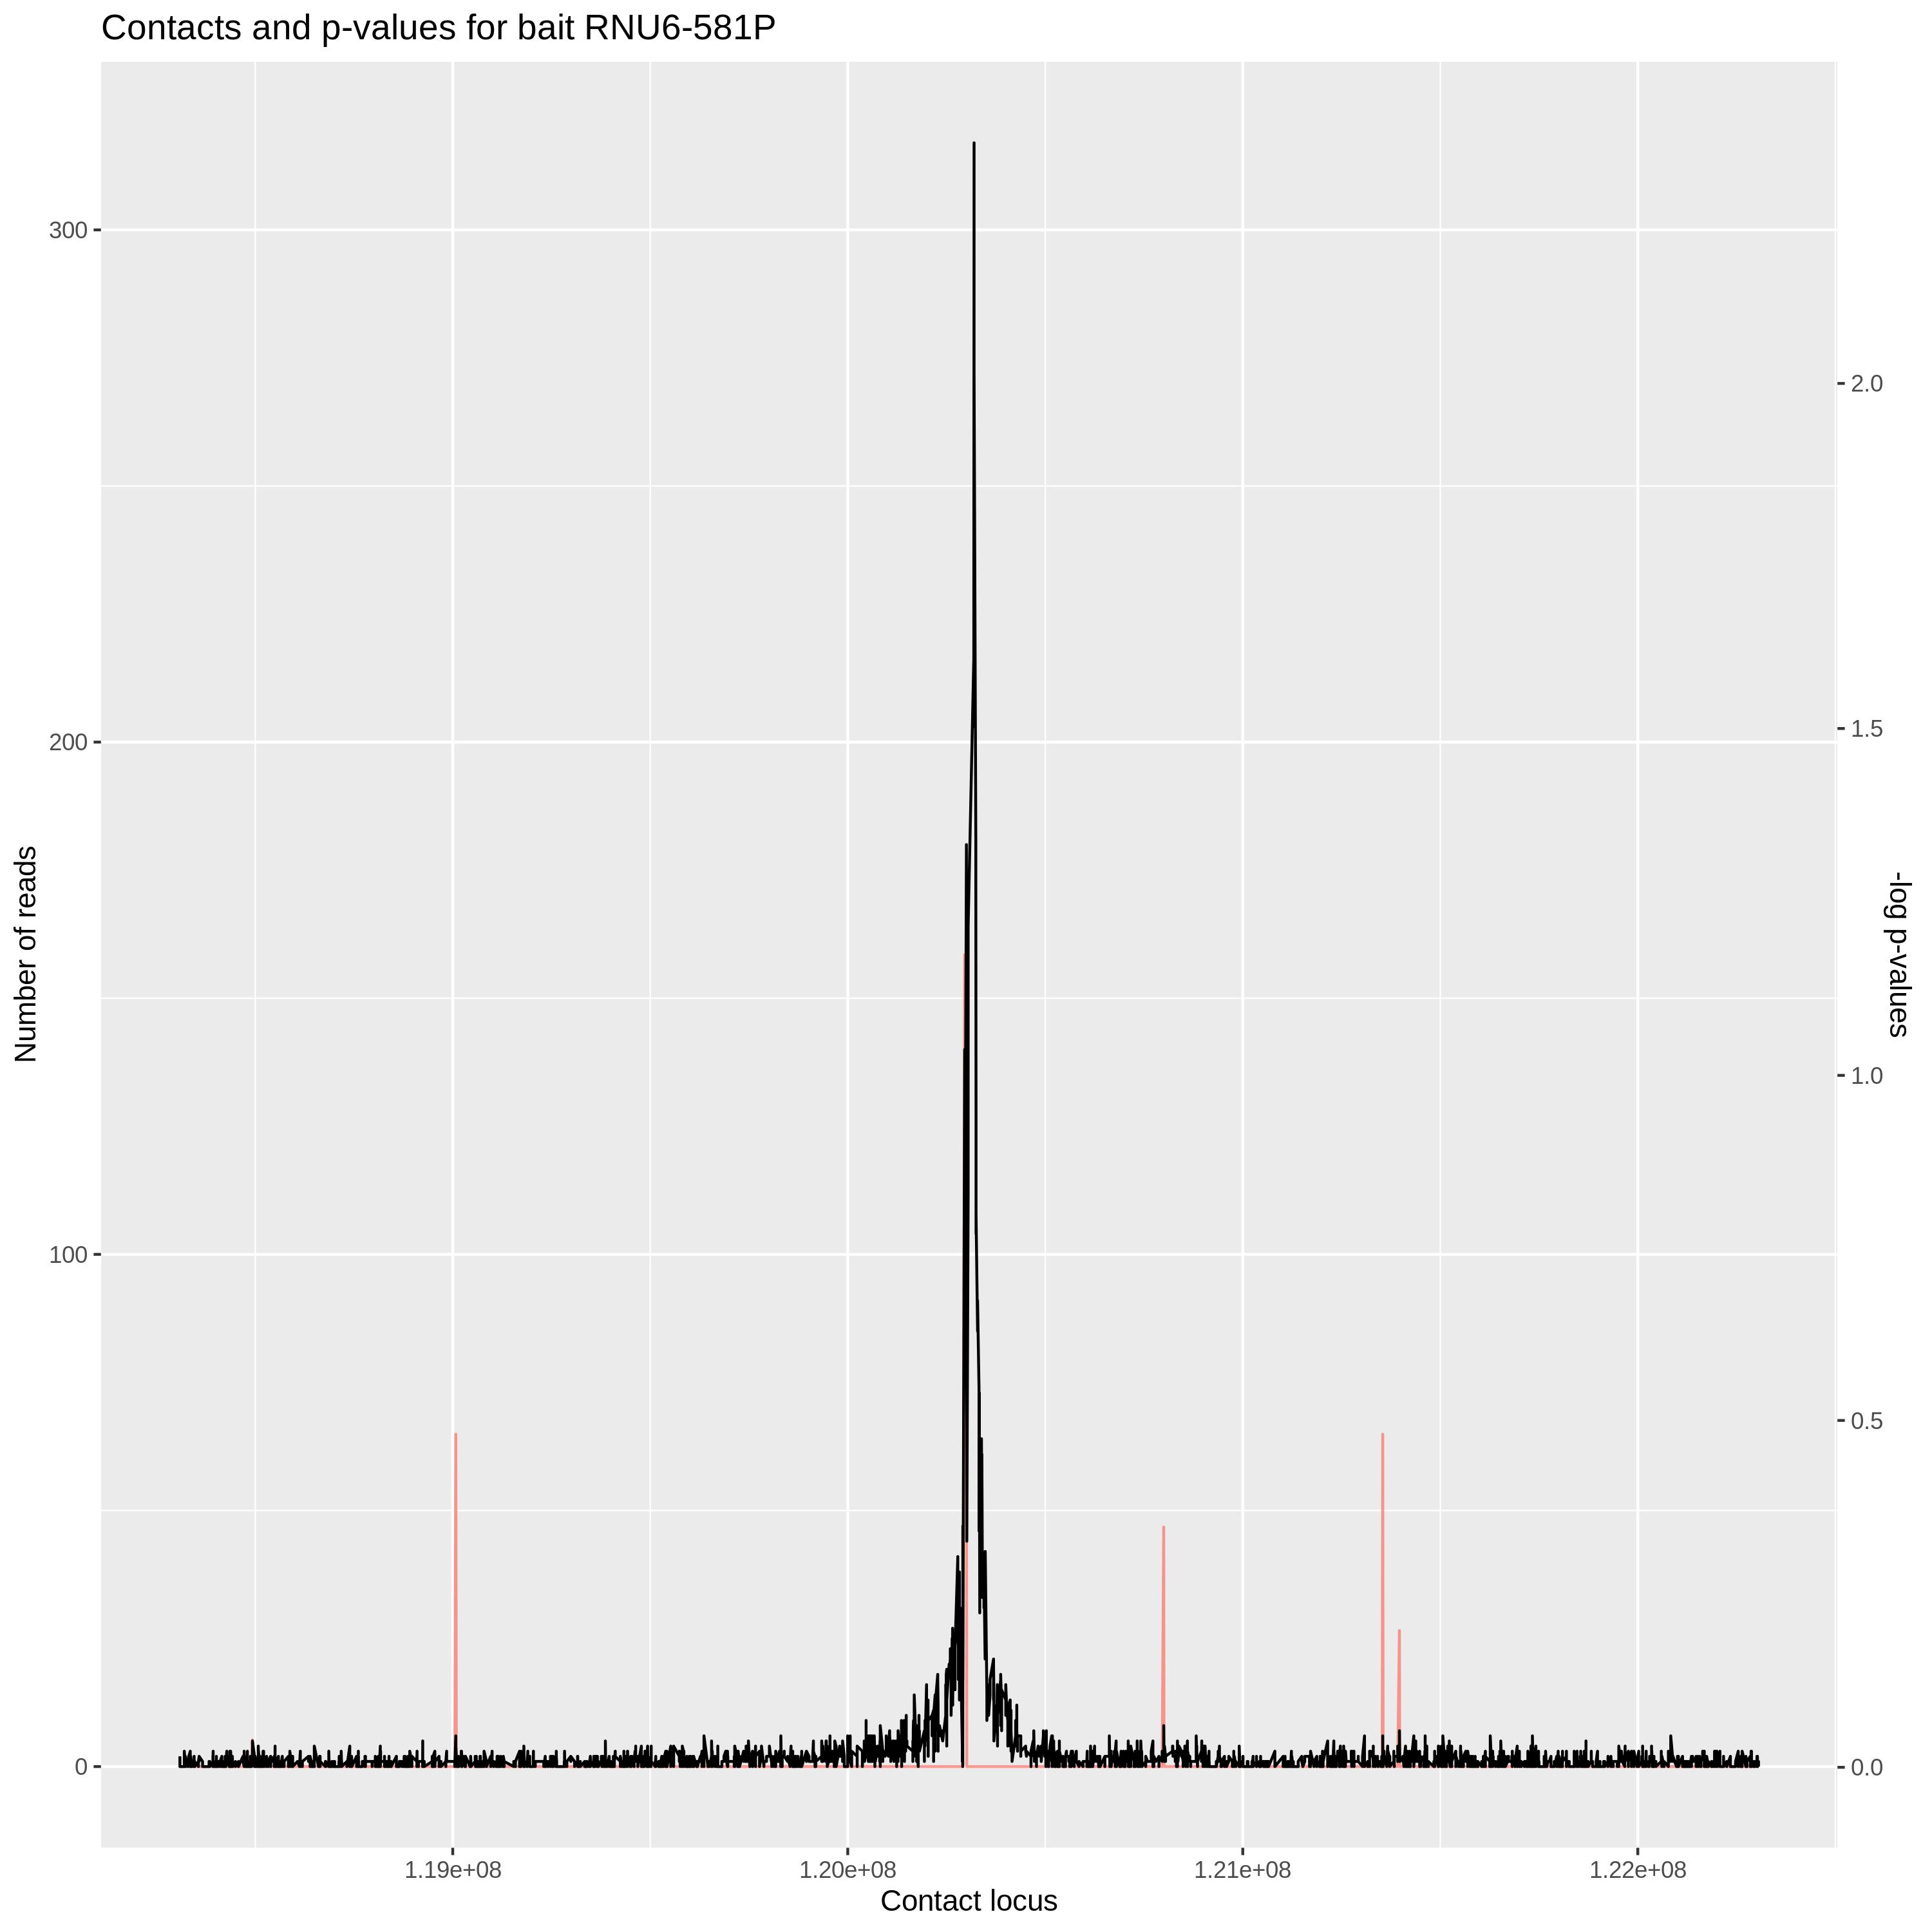 Contacts and p-values for bait RNU6-581P
300
200
100
0
Number of reads
2.0
1.5
1.0
0.5
0.0
-log p-values
1.19e+08
1.20e+08
1.21e+08
1.22e+08
Contact locus